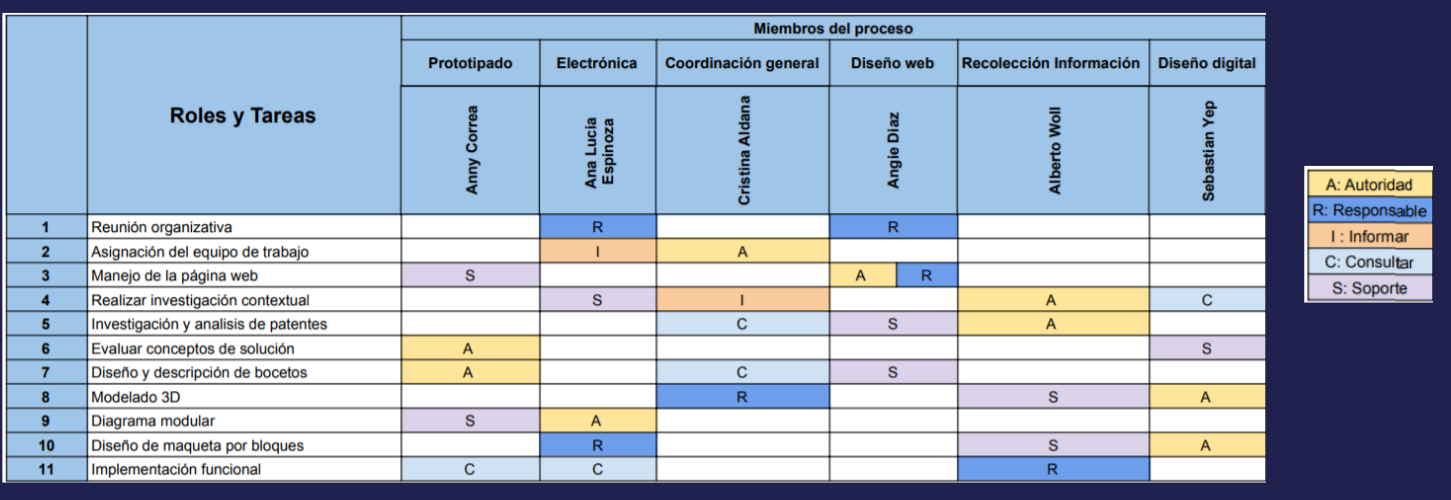 Miembros del proceso
Roles y Tareas
Prototipado Electrónica Coordinación general Diseño web Recolección Información Diseño digital
Anny Correa
Ana Lucia
Espinoza
Cristina Aldana
Angie Diaz
Alberto Woll
Sebastian Yep
1 Reunión organizativa R R
2 Asignación del equipo de trabajo I A
3 Manejo de la página web S A R
4 Realizar investigación contextual S I A C
5 Investigación y analisis de patentes C S A
6 Evaluar conceptos de solución A S
7 Diseño y descripción de bocetos A C S
8 Modelado 3D R S A
9 Diagrama modular S A
10 Diseño de maqueta por bloques R S A
11 Implementación funcional C C R
A: Autoridad
R: Responsable
I : Informar
C: Consultar
S: Soporte